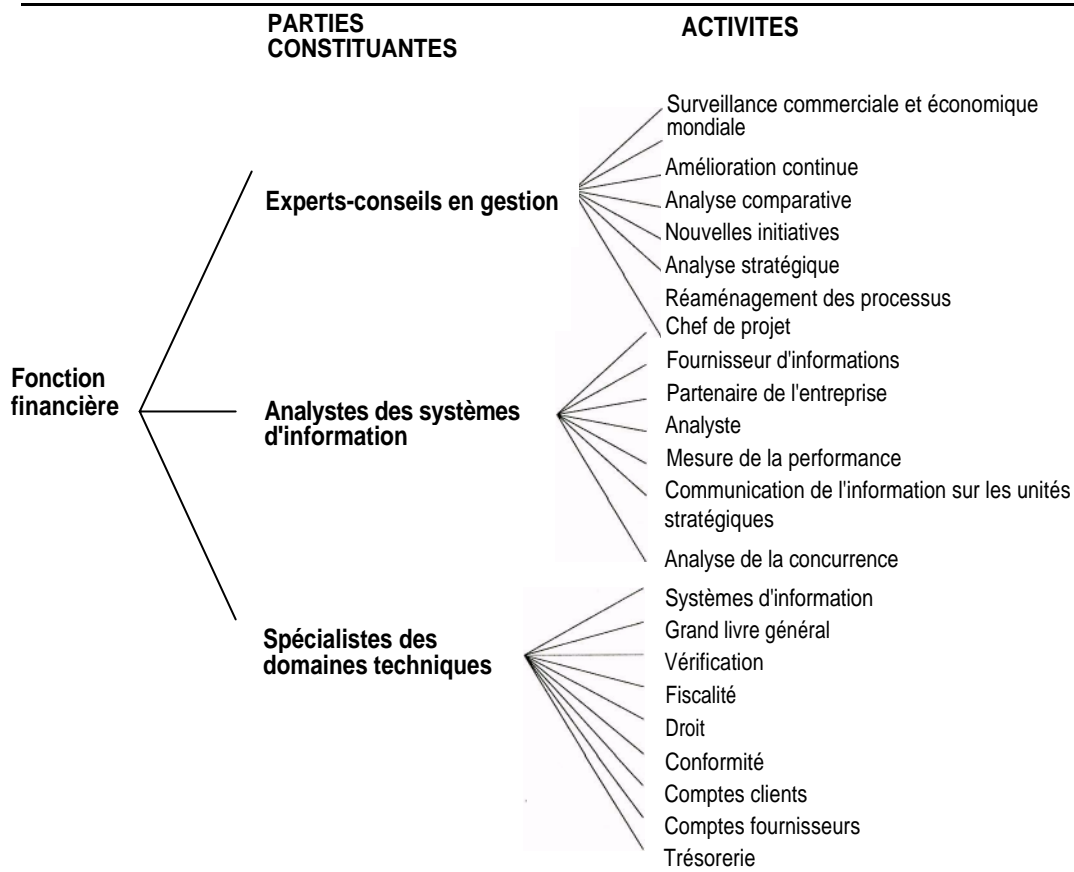 PARTIES
CONSTITUANTES
ACTIVITES
Surveillance commerciale et économique
mondiale
Amélioration continue
Experts-conseils en gestion
Analyse comparative
Nouvelles initiatives
Analyse stratégique
Réaménagement des processus
Chef de projet
Fonction
financière
Fournisseur d'informations
Partenaire de l'entreprise
Analystes des systèmes
d'information
Analyste
Mesure de la performance
Communication de l'information sur les unités
stratégiques
Analyse de la concurrence
Systèmes d'information
Grand livre général
Spécialistes des
domaines techniques
Vérification
Fiscalité
Droit
Conformité
Comptes clients
Comptes fournisseurs
Trésorerie